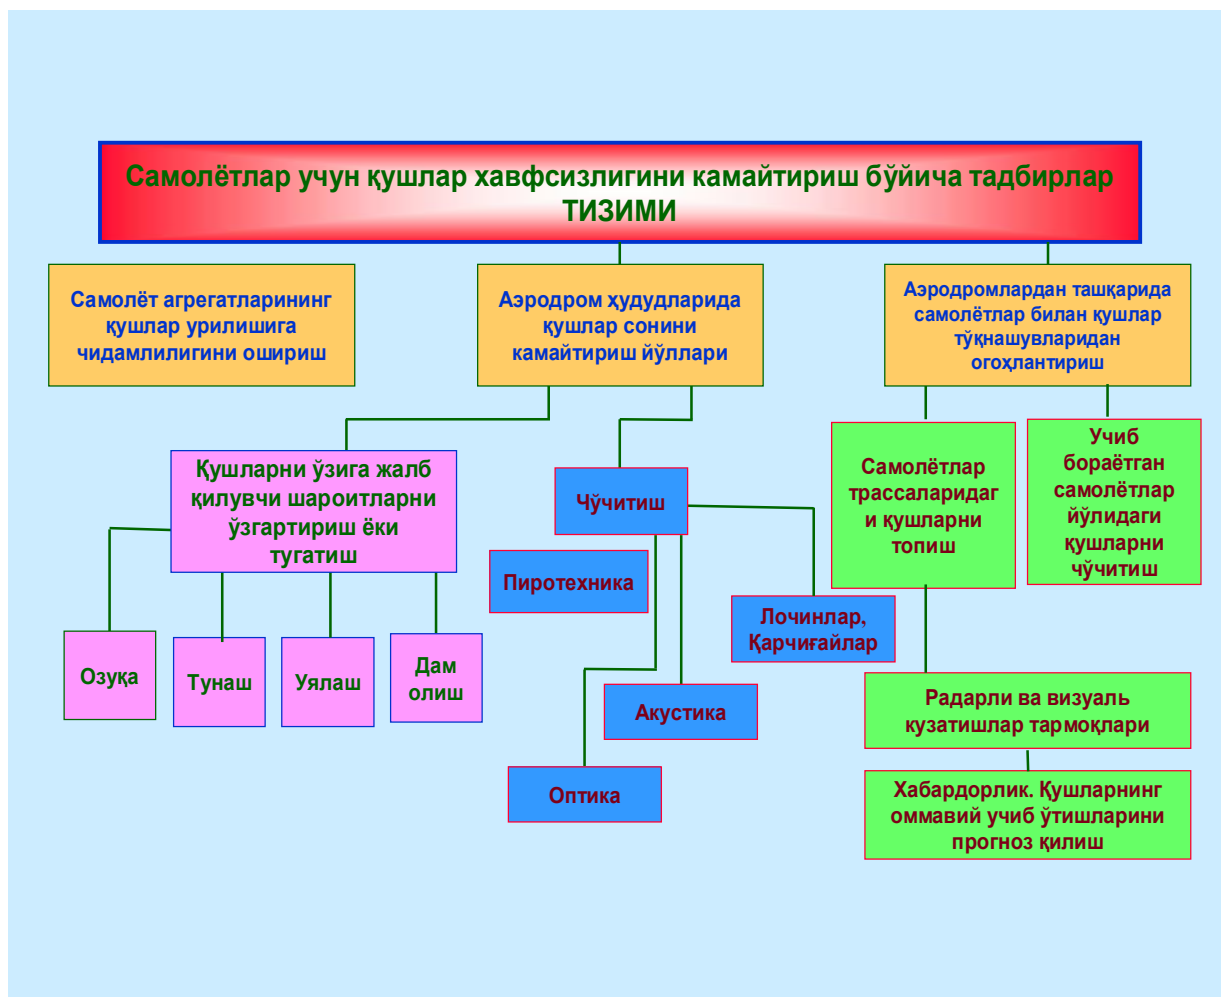 Самолётлар учун қушлар хавфсизлигини камайтириш бўйича тадбирлар
ТИЗИМИ
Самолёт агрегатларининг
қушлар урилишига
чидамлилигини ошириш
Аэродром ҳудудларида
қушлар сонини
камайтириш йўллари
Аэродромлардан ташқарида
самолётлар билан қушлар
тўқнашувларидан
огоҳлантириш
Қушларни ўзига жалб
қилувчи шароитларни
ўзгартириш ёки
тугатиш
Озуқа
Тунаш
Уялаш
Дам
олиш
Чўчитиш
Пиротехника
Лочинлар,
Қарчиғайлар
Акустика
Оптика
Самолётлар
трассаларидаг
и қушларни
топиш
Учиб
бораётган
самолётлар
йўлидаги
қушларни
чўчитиш
Радарли ва визуаль
кузатишлар тармоқлари
Хабардорлик. Қушларнинг
оммавий учиб ўтишларини
прогноз қилиш